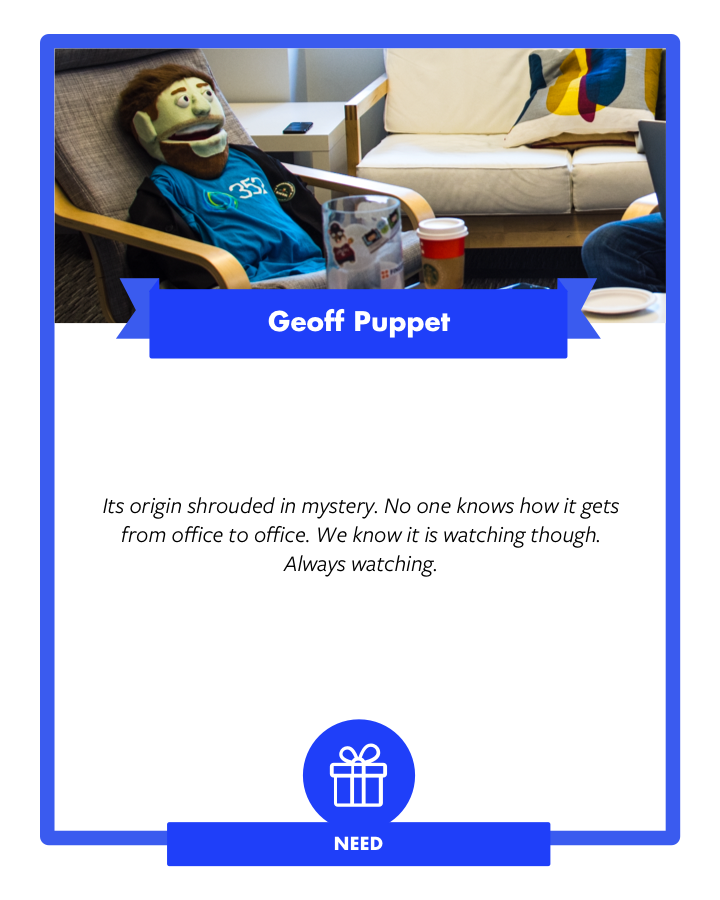 352
Geoff Puppet
Its origin shrouded in mystery. No one knows how it gets
from office to office. We know it is watching though.
Always watching.
NEED